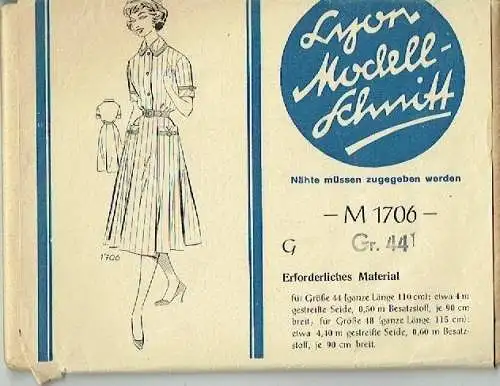 Lyon
Modell-
Schnitt
Nähte müssen zugegeben werden
– M 1706 –
G Gr. 44
Erforderliches Material
für Größe 44 (ganze Länge 110 cm): etwa 4 m
gestreifte Seide, 0,50 m Besatzstoff, je 90 cm
breit; für Größe 48 (ganze Länge 115 cm):
etwa 4,40 m gestreifte Seide, 0,60 m Besatz-
stoff, je 90 cm breit.
1706